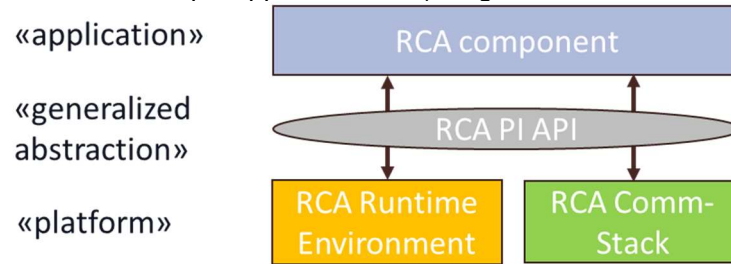 «application»
RCA component
«generalized
abstraction»
RCA PI API
«platform»
RCA Runtime
Environment
RCA Comm-
Stack